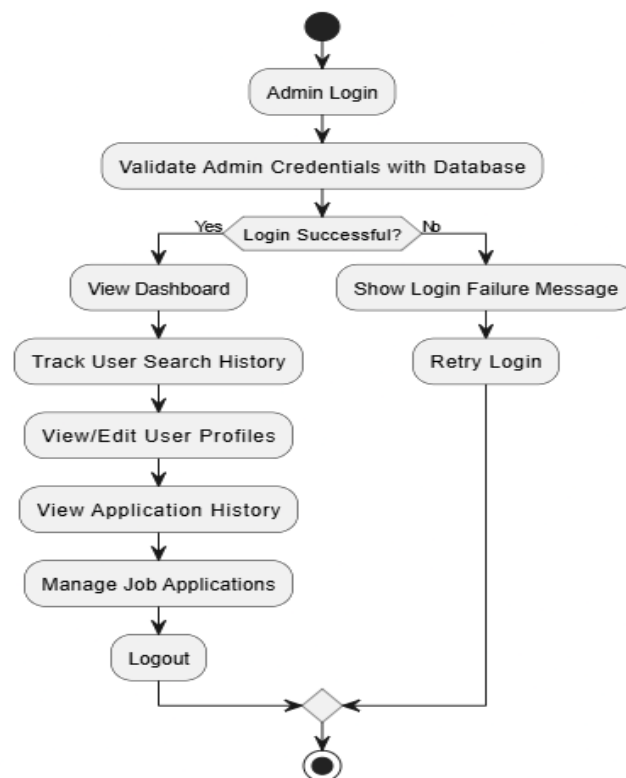 Admin Login
Validate Admin Credentials with Database
Yes
Login Successful?
No
View Dashboard
Show Login Failure Message
Track User Search History
Retry Login
View/Edit User Profiles
View Application History
Manage Job Applications
Logout